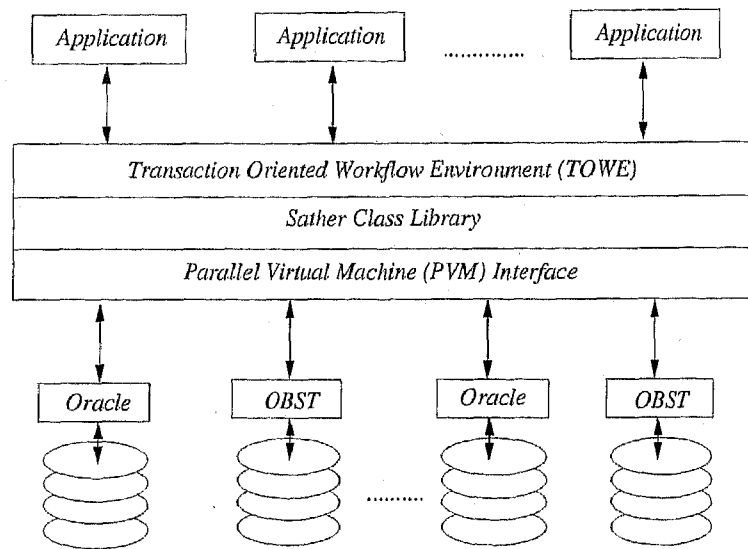 Application
Application
Application
Transaction Oriented Workflow Environment (TOWE)
Sather Class Library
Parallel Virtual Machine (PVM) Interface
Oracle
OBST
Oracle
OBST